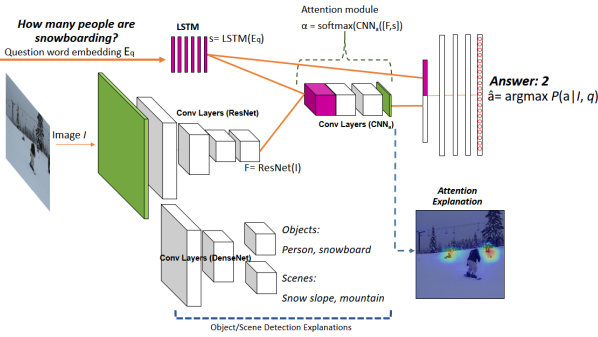 How many people are
snowboarding?
Question word embedding Eq
LSTM
s= LSTM(Eq)
Attention module
α = softmax(CNNa([F,s])
Answer: 2
â= argmax P(a|I, q)
Image I
Conv Layers (ResNet)
F= ResNet(I)
Conv Layers (CNNa)
Attention
Explanation
Conv Layers (DenseNet)
Objects:
Person, snowboard
Scenes:
Snow slope, mountain
Object/Scene Detection Explanations